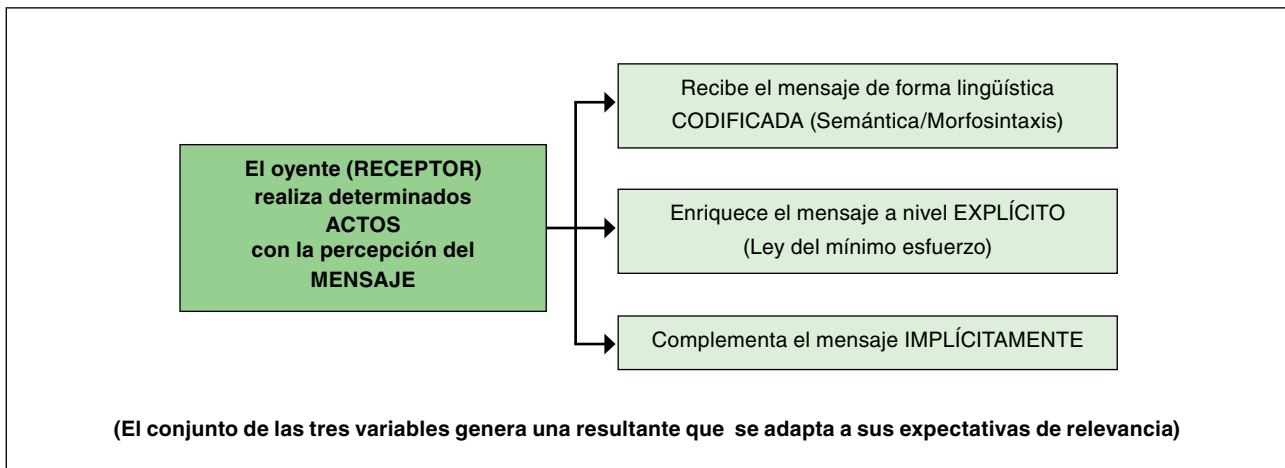 Recibe el mensaje de forma lingüística
CODIFICADA (Semántica/Morfosintaxis)
El oyente (RECEPTOR)
realiza determinados
ACTOS
con la percepción del
MENSAJE
Enriquece el mensaje a nivel EXPLÍCITO
(Ley del mínimo esfuerzo)
Complementa el mensaje IMPLÍCITAMENTE
(El conjunto de las tres variables genera una resultante que se adapta a sus expectativas de relevancia)